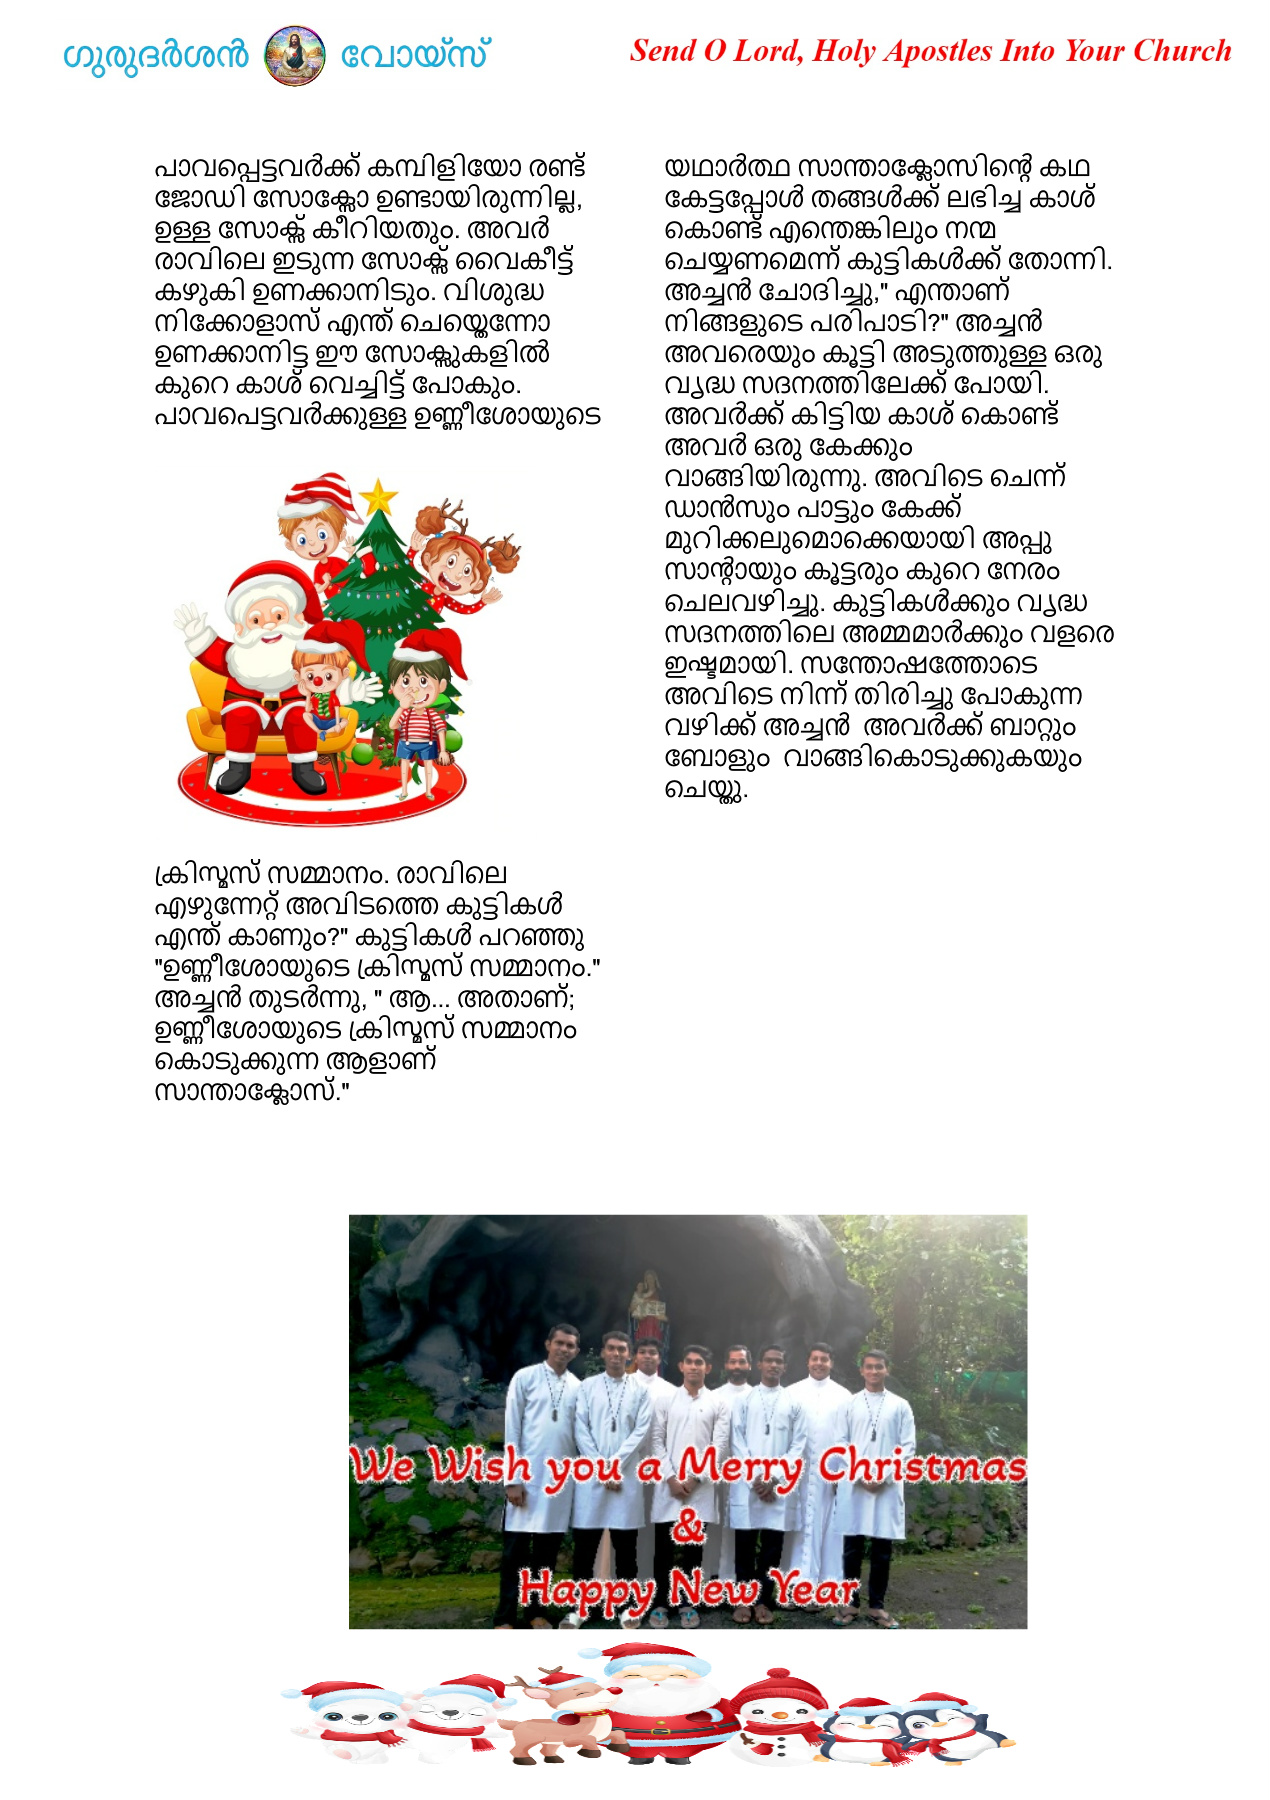 ഗുരുദർശൻ വോയ്സ്
Send O Lord, Holy Apostles Into Your Church
പാവപ്പെട്ടവർക്ക് കമ്പിളിയോ രണ്ട്
ജോഡി സോക്സോ ഉണ്ടായിരുന്നില്ല,
ഉള്ള സോക്സ് കീറിയതും. അവർ
രാവിലെ ഇടുന്ന സോക്സ് വൈകീട്ട്
കഴുകി ഉണക്കാനിടും. വിശുദ്ധ
നിക്കോളാസ് എന്ത് ചെയ്തെന്നോ
ഉണക്കാനിട്ട ഈ സോക്സുകളിൽ
കുറെ കാശ് വെച്ചിട്ട് പോകും.
പാവപെട്ടവർക്കുള്ള ഉണ്ണീശോയുടെ
ക്രിസ്മസ് സമ്മാനം. രാവിലെ
എഴുന്നേറ്റ് അവിടത്തെ കുട്ടികൾ
എന്ത് കാണും?" കുട്ടികൾ പറഞ്ഞു
"ഉണ്ണീശോയുടെ ക്രിസ്മസ് സമ്മാനം."
അച്ചൻ തുടർന്നു, " ആ... അതാണ്;
ഉണ്ണീശോയുടെ ക്രിസ്മസ് സമ്മാനം
കൊടുക്കുന്ന ആളാണ്
സാന്താക്ലോസ്."
യഥാർത്ഥ സാന്താക്ലോസിന്റെ കഥ
കേട്ടപ്പോൾ തങ്ങൾക്ക് ലഭിച്ച കാശ്
കൊണ്ട് എന്തെങ്കിലും നന്മ
ചെയ്യണമെന്ന് കുട്ടികൾക്ക് തോന്നി.
അച്ചൻ ചോദിച്ചു," എന്താണ്
നിങ്ങളുടെ പരിപാടി?" അച്ചൻ
അവരെയും കൂട്ടി അടുത്തുള്ള ഒരു
വൃദ്ധ സദനത്തിലേക്ക് പോയി.
അവർക്ക് കിട്ടിയ കാശ് കൊണ്ട്
അവർ ഒരു കേക്കും
വാങ്ങിയിരുന്നു. അവിടെ ചെന്ന്
ഡാൻസും പാട്ടും കേക്ക്
മുറിക്കലുമൊക്കെയായി അപ്പു
സാന്റായും കൂട്ടരും കുറെ നേരം
ചെലവഴിച്ചു. കുട്ടികൾക്കും വൃദ്ധ
സദനത്തിലെ അമ്മമാർക്കും വളരെ
ഇഷ്ടമായി. സന്തോഷത്തോടെ
അവിടെ നിന്ന് തിരിച്ചു പോകുന്ന
വഴിക്ക് അച്ചൻ  അവർക്ക് ബാറ്റും
ബോളും  വാങ്ങികൊടുക്കുകയും
ചെയ്തു.
We Wish you a Merry Christmas
&
Happy New Year